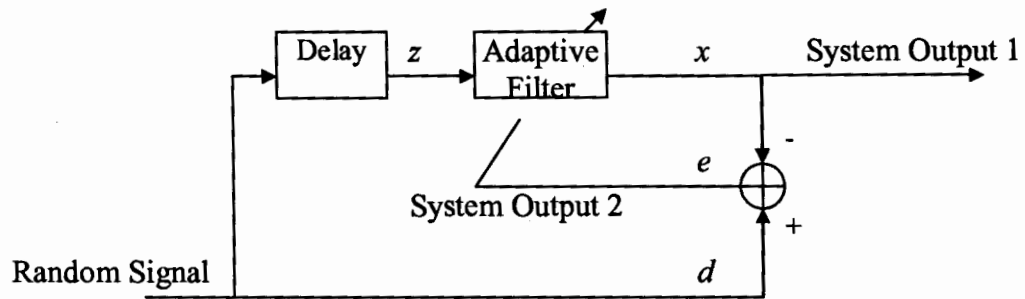 Delay
z
Adaptive
Filter
x
System Output 1
-
e
System Output 2
+
Random Signal
d